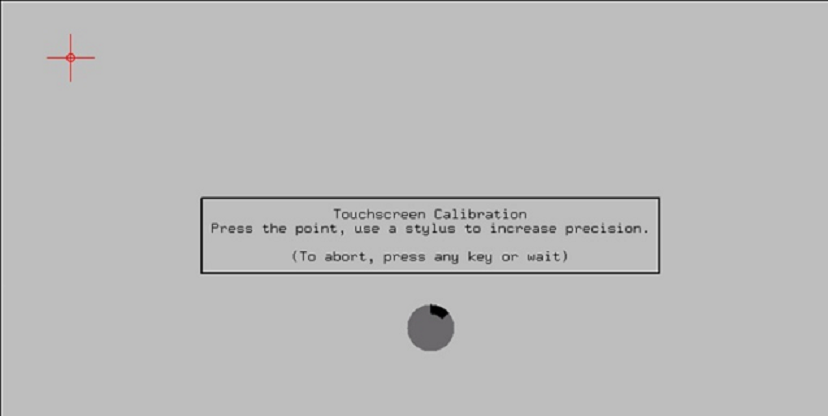 Touchscreen Calibration
Press the point, use a stylus to increase precision.
(To abort, press any key or wait)